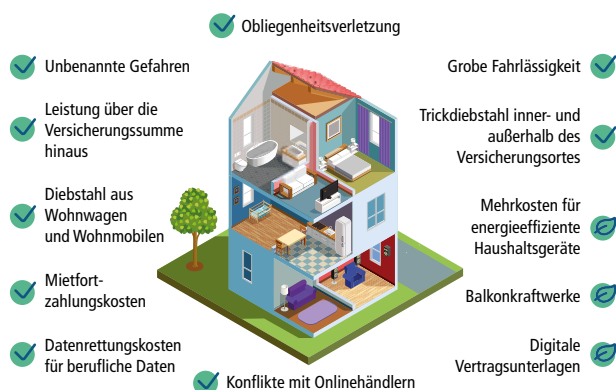 Obliegenheitsverletzung
Unbenannte Gefahren
Leistung über die
Versicherungssumme
hinaus
Diebstahl aus
Wohnwagen
und Wohnmobilen
Mietfort-
zahlungskosten
Datenrettungskosten
für berufliche Daten
Konflikte mit Onlinehändlern
Grobe Fahrlässigkeit
Trickdiebstahl inner- und
außerhalb des
Versicherungsortes
Mehrkosten für
energieeffiziente
Haushaltsgeräte
Balkonkraftwerke
Digitale
Vertragsunterlagen